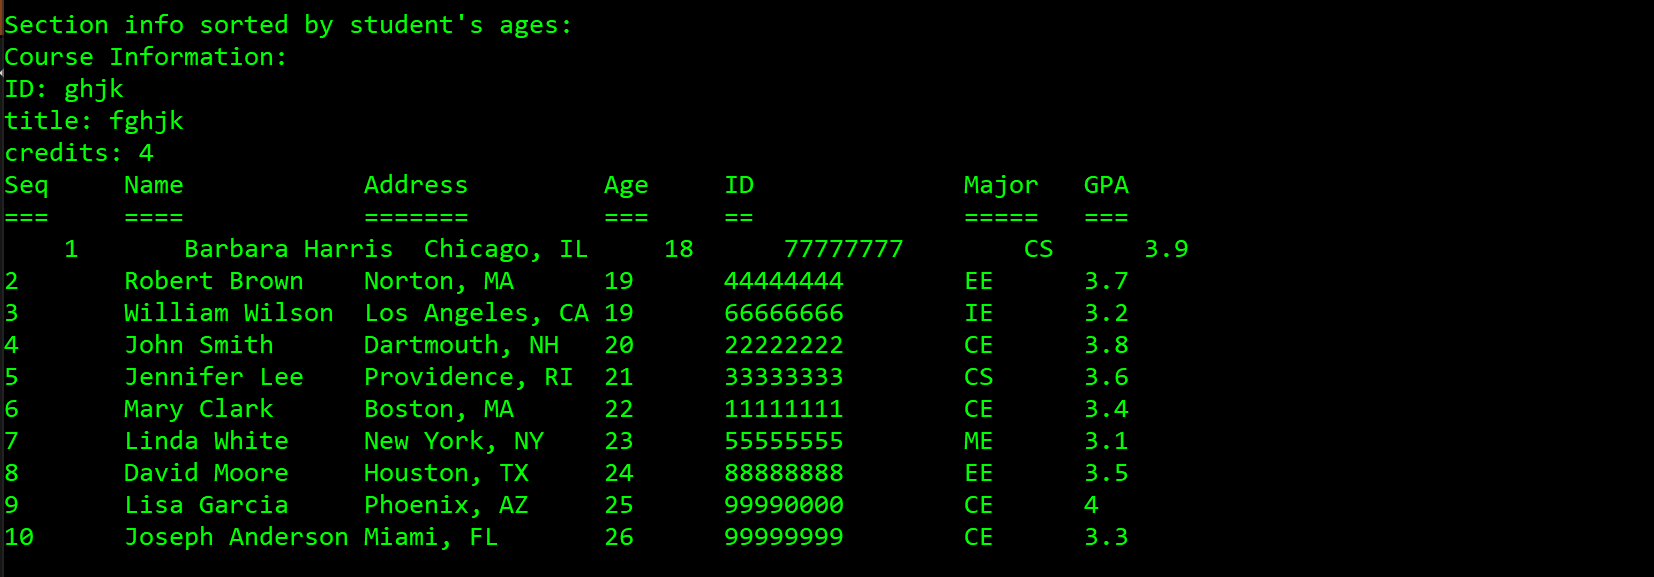 Section info sorted by student's ages:
Course Information:
ID: ghjk
title: fghjk
credits: 4
Seq     Name            Address         Age     ID              Major   GPA
===     ====            =======         ===     ==              =====   ===
    1       Barbara Harris  Chicago, IL     18      77777777        CS      3.9
2       Robert Brown    Norton, MA      19      44444444        EE      3.7
3       William Wilson  Los Angeles, CA 19      66666666        IE      3.2
4       John Smith      Dartmouth, NH   20      22222222        CE      3.8
5       Jennifer Lee    Providence, RI  21      33333333        CS      3.6
6       Mary Clark      Boston, MA      22      11111111        CE      3.4
7       Linda White     New York, NY    23      55555555        ME      3.1
8       David Moore     Houston, TX     24      88888888        EE      3.5
9       Lisa Garcia     Phoenix, AZ     25      99990000        CE      4
10      Joseph Anderson Miami, FL       26      99999999        CE      3.3